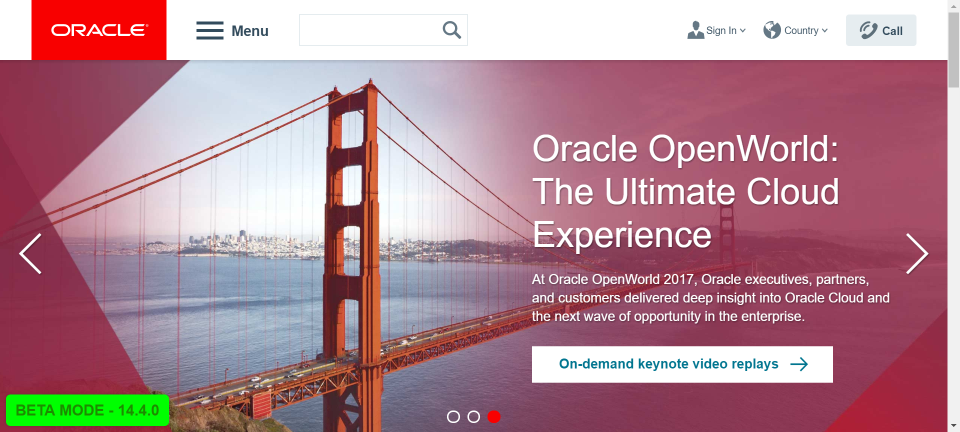 ORACLE
Menu
Sign In
Country
Call
Oracle OpenWorld:
The Ultimate Cloud
Experience
At Oracle OpenWorld 2017, Oracle executives, partners,
and customers delivered deep insight into Oracle Cloud and
the next wave of opportunity in the enterprise.
On-demand keynote video replays
BETA MODE - 14.4.0